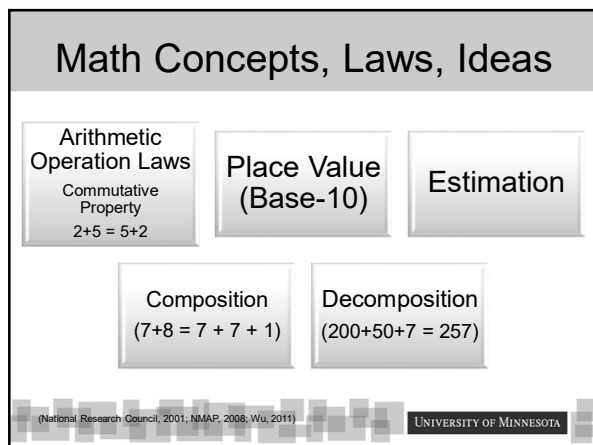 Math Concepts, Laws, Ideas
Arithmetic
Operation Laws
Commutative
Property
2+5 = 5+2
Place Value
(Base-10)
Estimation
Composition
(7+8 = 7 + 7 + 1)
Decomposition
(200+50+7 = 257)
(National Research Council, 2001; NMAP, 2008; Wu, 2011)
UNIVERSITY OF MINNESOTA